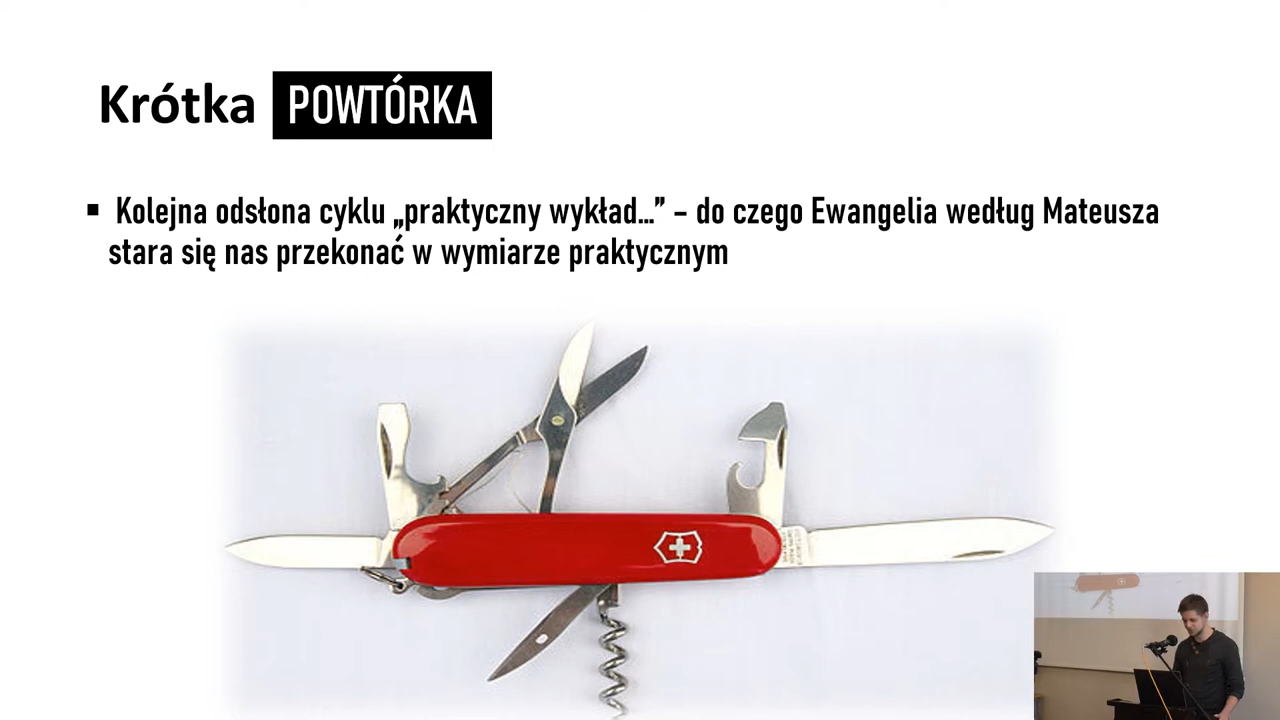 Krótka POWTÓRKA
▪ Kolejna odsłona cyklu „praktyczny wykład...” – do czego Ewangelia według Mateusza
stara się nas przekonać w wymiarze praktycznym